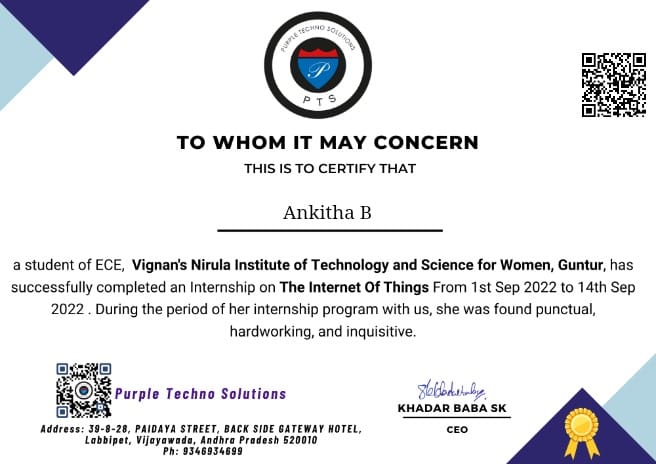 PURPLE TECHNO SOLUTIONS
P
PTS
TO WHOM IT MAY CONCERN
THIS IS TO CERTIFY THAT
Ankitha B
a student of ECE, Vignan's Nirula Institute of Technology and Science for Women, Guntur, has
successfully completed an Internship on The Internet Of Things From 1st Sep 2022 to 14th Sep
2022 . During the period of her internship program with us, she was found punctual,
hardworking, and inquisitive.
Purple Techno Solutions
Address: 39-8-28, PAIDAYA STREET, BACK SIDE GATEWAY HOTEL,
Labbipet, Vijayawada, Andhra Pradesh 520010
Ph: 9346934699
KHADAR BABA SK
CEO